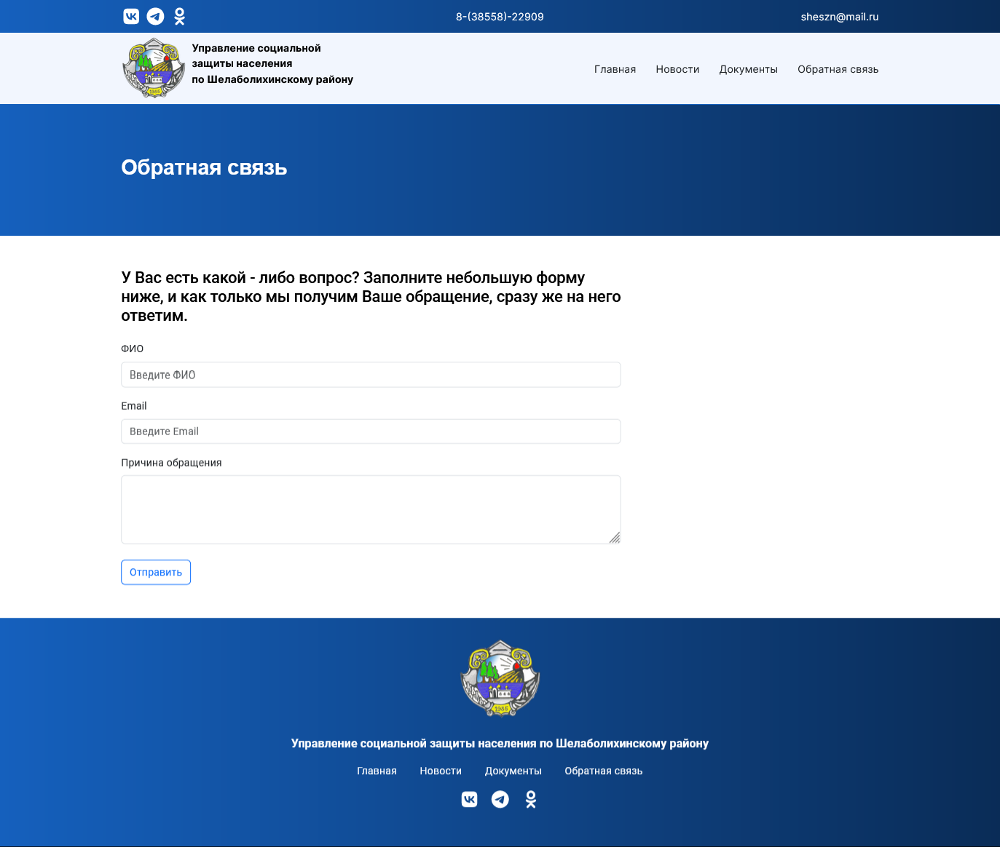 8-(38558)-22909
sheszn@mail.ru
Управление социальной
защиты населения
по Шелаболихинскому району
Главная Новости Документы Обратная связь
Обратная связь
У Вас есть какой - либо вопрос? Заполните небольшую форму
ниже, и как только мы получим Ваше обращение, сразу же на него
ответим.
ФИО
Введите ФИО
Email
Введите Email
Причина обращения
Отправить
1985
Управление социальной защиты населения по Шелаболихинскому району
Главная Новости Документы Обратная связь